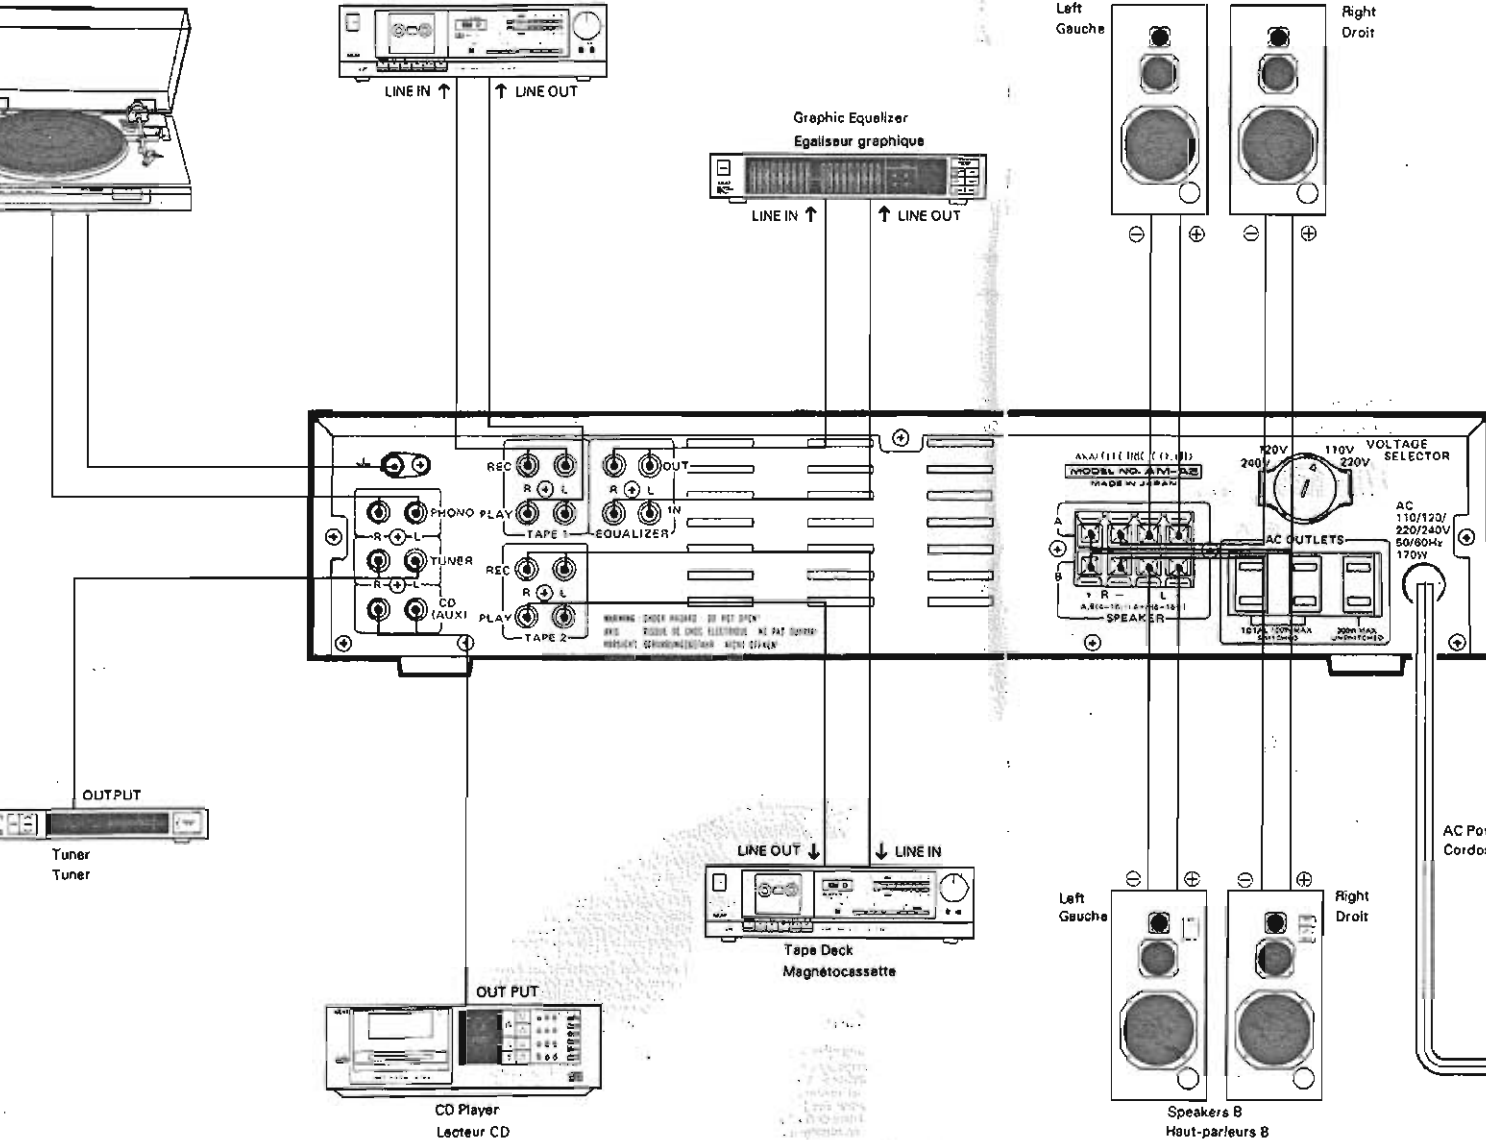 Left
Gauche
Right
Droit
LINE IN ↑ ↑ LINE OUT
Graphic Equalizer
Egaliseur graphique
LINE IN ↑ ↑ LINE OUT
⊖ ⊕ ⊖ ⊕
VOLTAGE
SELECTOR
240V 120V 110V 220V
MODEL NO. AM-A2
MADE IN JAPAN
AC
110/120/
220/240V
50/60Hz
170W
REC OUT
R L R L
PHONO PLAY IN
TAPE 1 EQUALIZER
R L
TUNER
R L
CD
(AUX)
REC
R L
PLAY
TAPE 2
A
B
+ R − L
SPEAKER
AC OUTLETS
OUTPUT
Tuner
Tuner
LINE OUT ↓ ↓ LINE IN
Tape Deck
Magnétocassette
OUT PUT
CD Player
Lecteur CD
⊖ ⊕ ⊖ ⊕
Left
Gauche
Right
Droit
Speakers B
Haut-parleurs B
AC